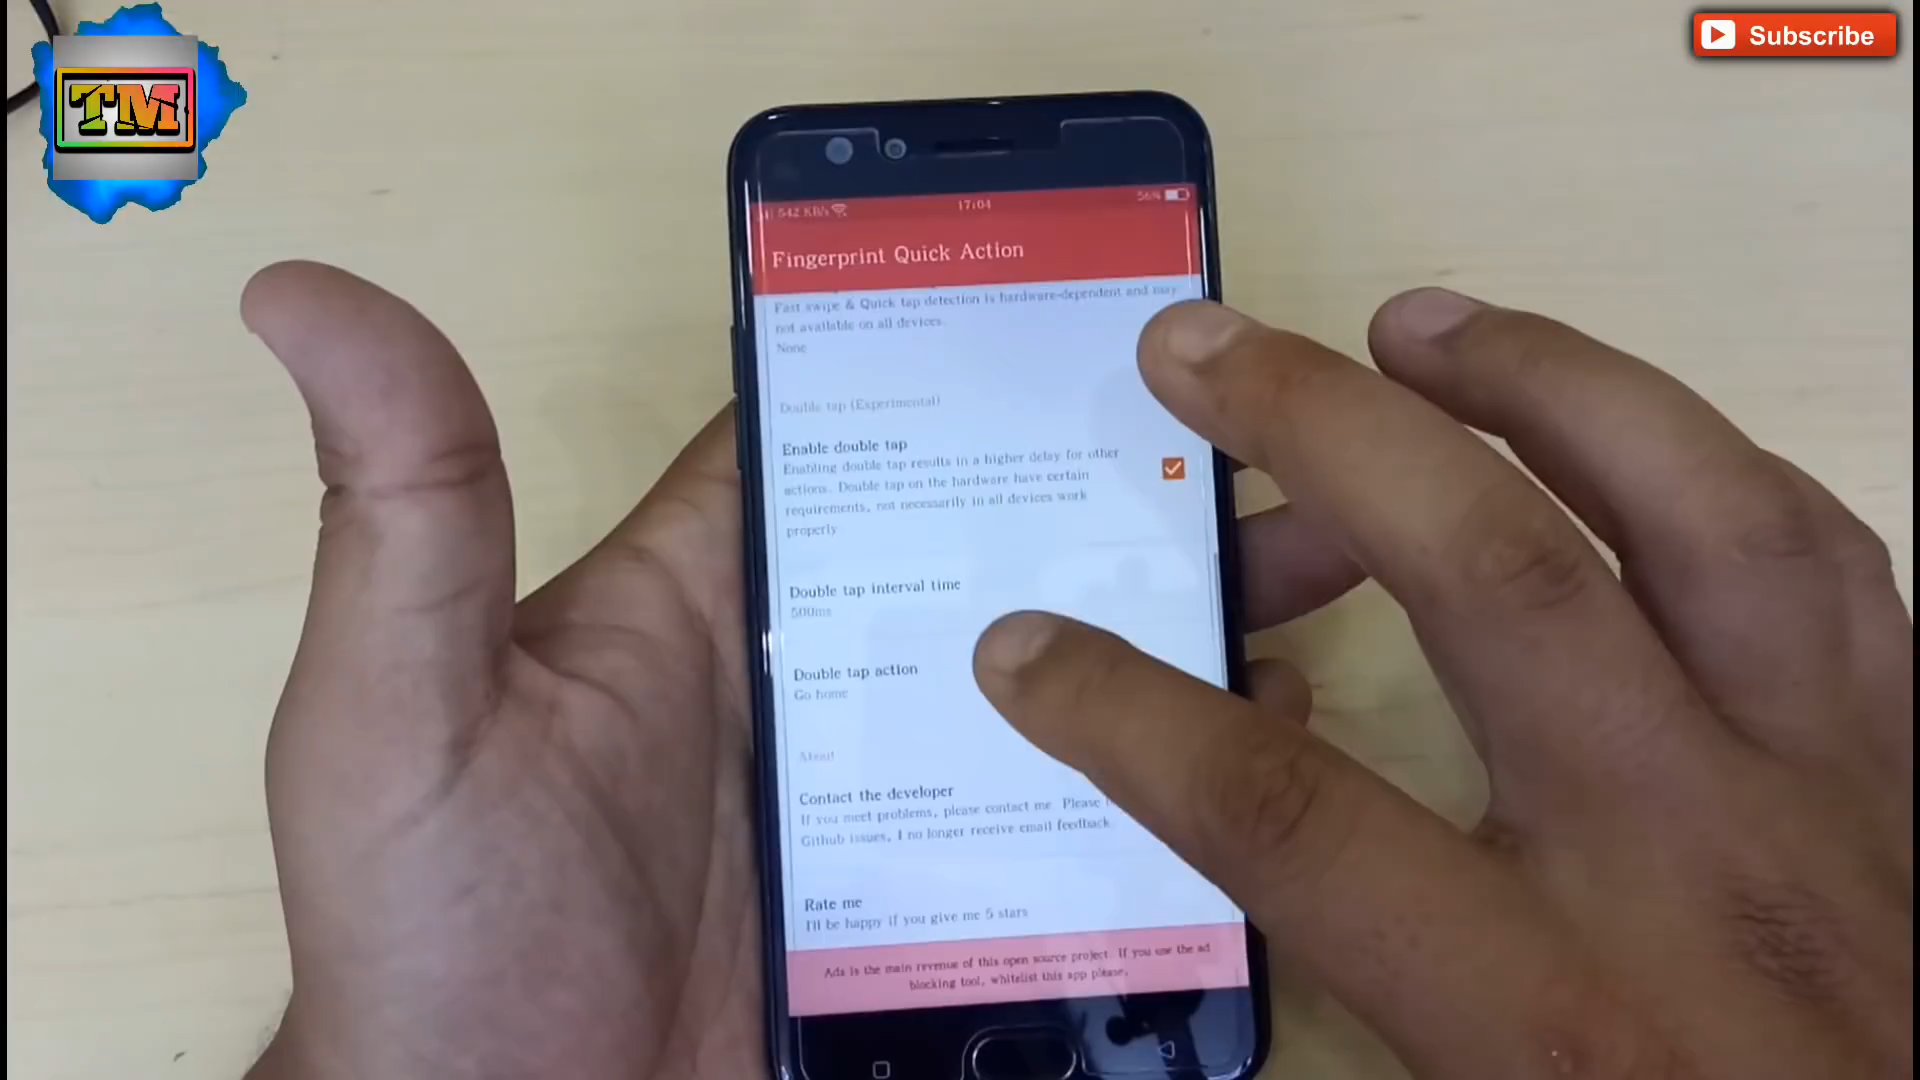 TM
Subscribe
542 KB/s
17:04
56%
Fingerprint Quick Action
Fast swipe & Quick tap detection is hardware-dependent and may
not available on all devices.
None
Double tap (Experimental)
Enable double tap
Enabling double tap results in a higher delay for other
actions. Double tap on the hardware have certain
requirements, not necessarily in all devices work
properly
Double tap interval time
500ms
Double tap action
Go home
About
Contact the developer
If you meet problems, please contact me. Please
Github issues, I no longer receive email feedback
Rate me
I'll be happy if you give me 5 stars
Ads is the main revenue of this open source project. If you use the ad
blocking tool, whitelist this app please.